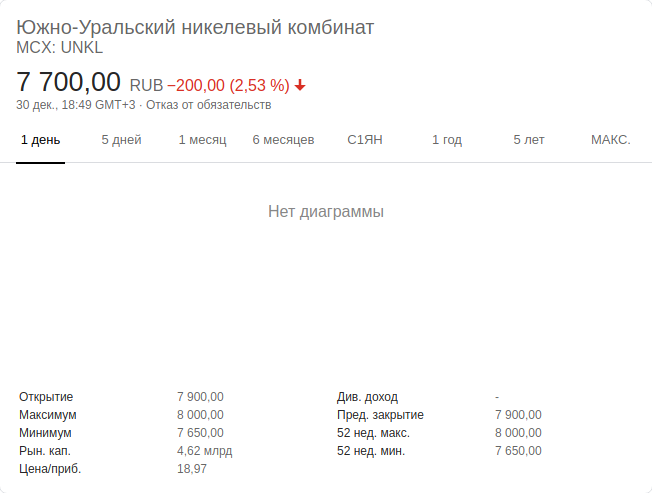 Южно-Уральский никелевый комбинат
MCX: UNKL
7 700,00 RUB −200,00 (2,53 %)
30 дек., 18:49 GMT+3 · Отказ от обязательств
1 день 5 дней 1 месяц 6 месяцев С1ЯН 1 год 5 лет МАКС.
Нет диаграммы
Открытие 7 900,00 Див. доход -
Максимум 8 000,00 Пред. закрытие 7 900,00
Минимум 7 650,00 52 нед. макс. 8 000,00
Рын. кап. 4,62 млрд 52 нед. мин. 7 650,00
Цена/приб. 18,97